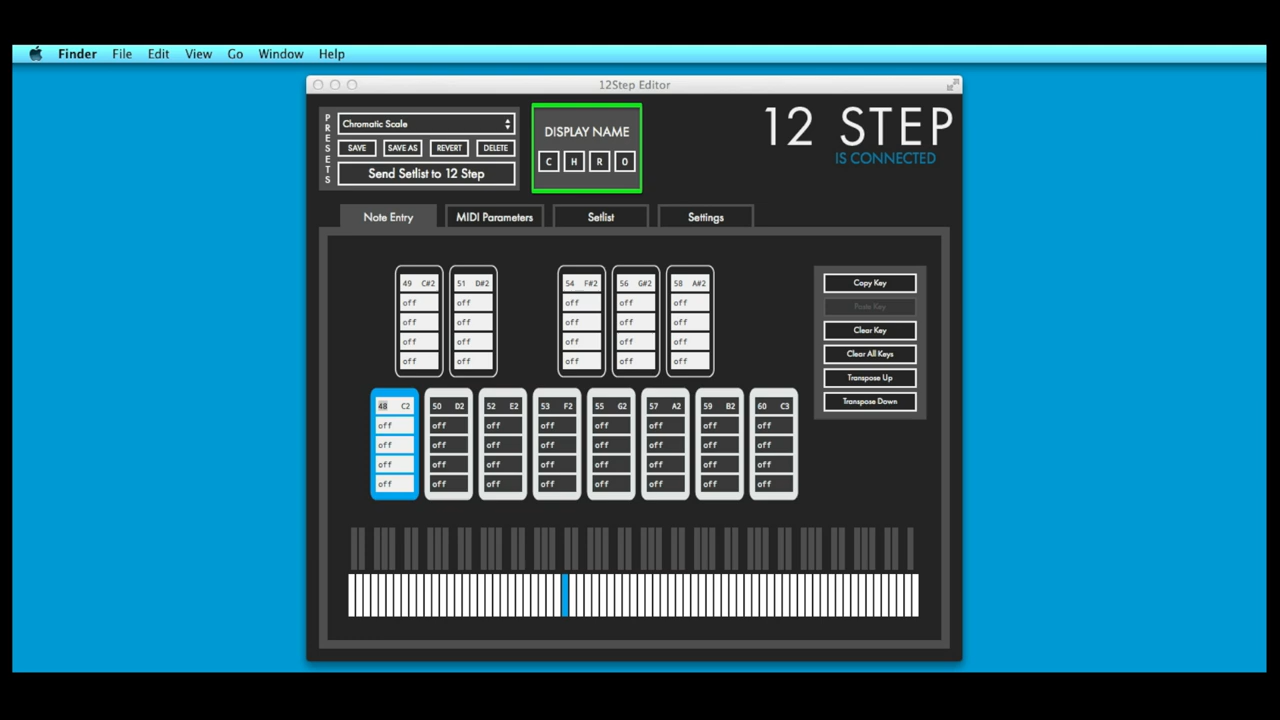 Finder File Edit View Go Window Help
12Step Editor
PRESETS
Chromatic Scale
SAVE SAVE AS REVERT DELETE
Send Setlist to 12 Step
DISPLAY NAME
C H R O
12 STEP
IS CONNECTED
Note Entry MIDI Parameters Setlist Settings
49 C#2 51 D#2 54 F#2 56 G#2 58 A#2
off off off off off
off off off off off
off off off off off
off off off off off
Copy Key
Paste Key
Clear Key
Clear All Keys
Transpose Up
Transpose Down
48 C2 50 D2 52 E2 53 F2 55 G2 57 A2 59 B2 60 C3
off off off off off off off off
off off off off off off off off
off off off off off off off off
off off off off off off off off